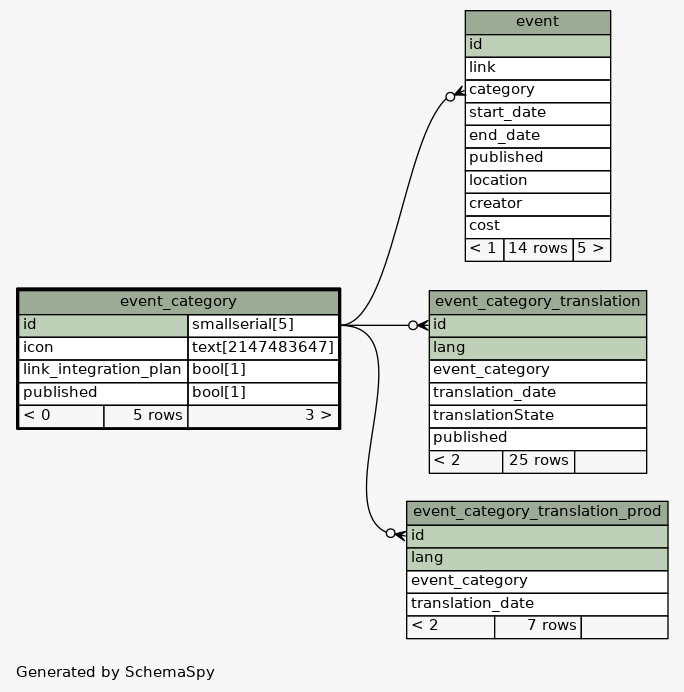 event
id
link
category
start_date
end_date
published
location
creator
cost
< 1 14 rows 5 >
event_category
id smallserial[5]
icon text[2147483647]
link_integration_plan bool[1]
published bool[1]
< 0 5 rows 3 >
event_category_translation
id
lang
event_category
translation_date
translationState
published
< 2 25 rows
event_category_translation_prod
id
lang
event_category
translation_date
< 2 7 rows
Generated by SchemaSpy